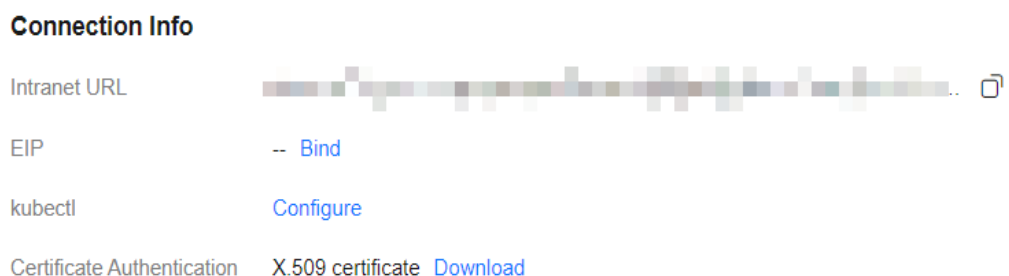 Connection Info
Intranet URL
EIP -- Bind
kubectl Configure
Certificate Authentication X.509 certificate Download